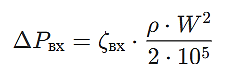 ΔPвх = ζвх · (ρ · W²) / (2 · 10⁵)